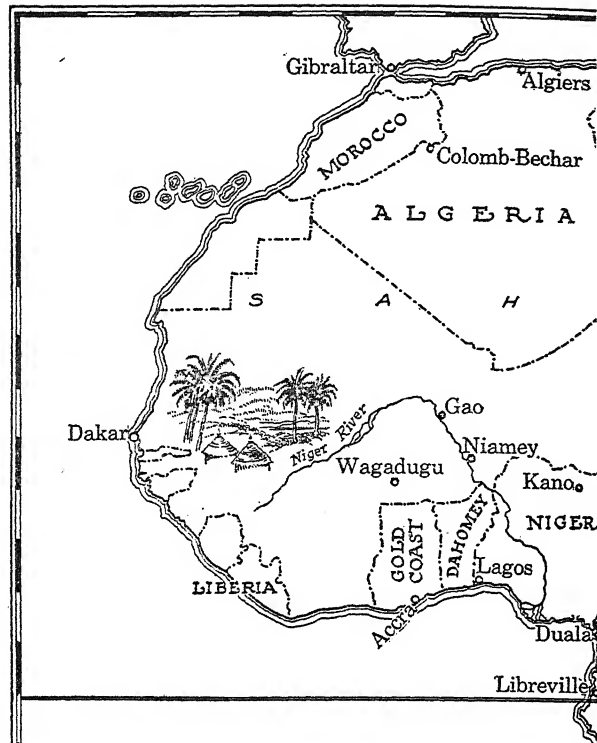 Gibraltar
Algiers
MOROCCO
Colomb-Bechar
ALGERIA
S A H
Dakar
Niger River
Gao
Niamey
Wagadugu
Kano
NIGER
GOLD
COAST
DAHOMEY
LIBERIA
Lagos
Accra
Duala
Libreville